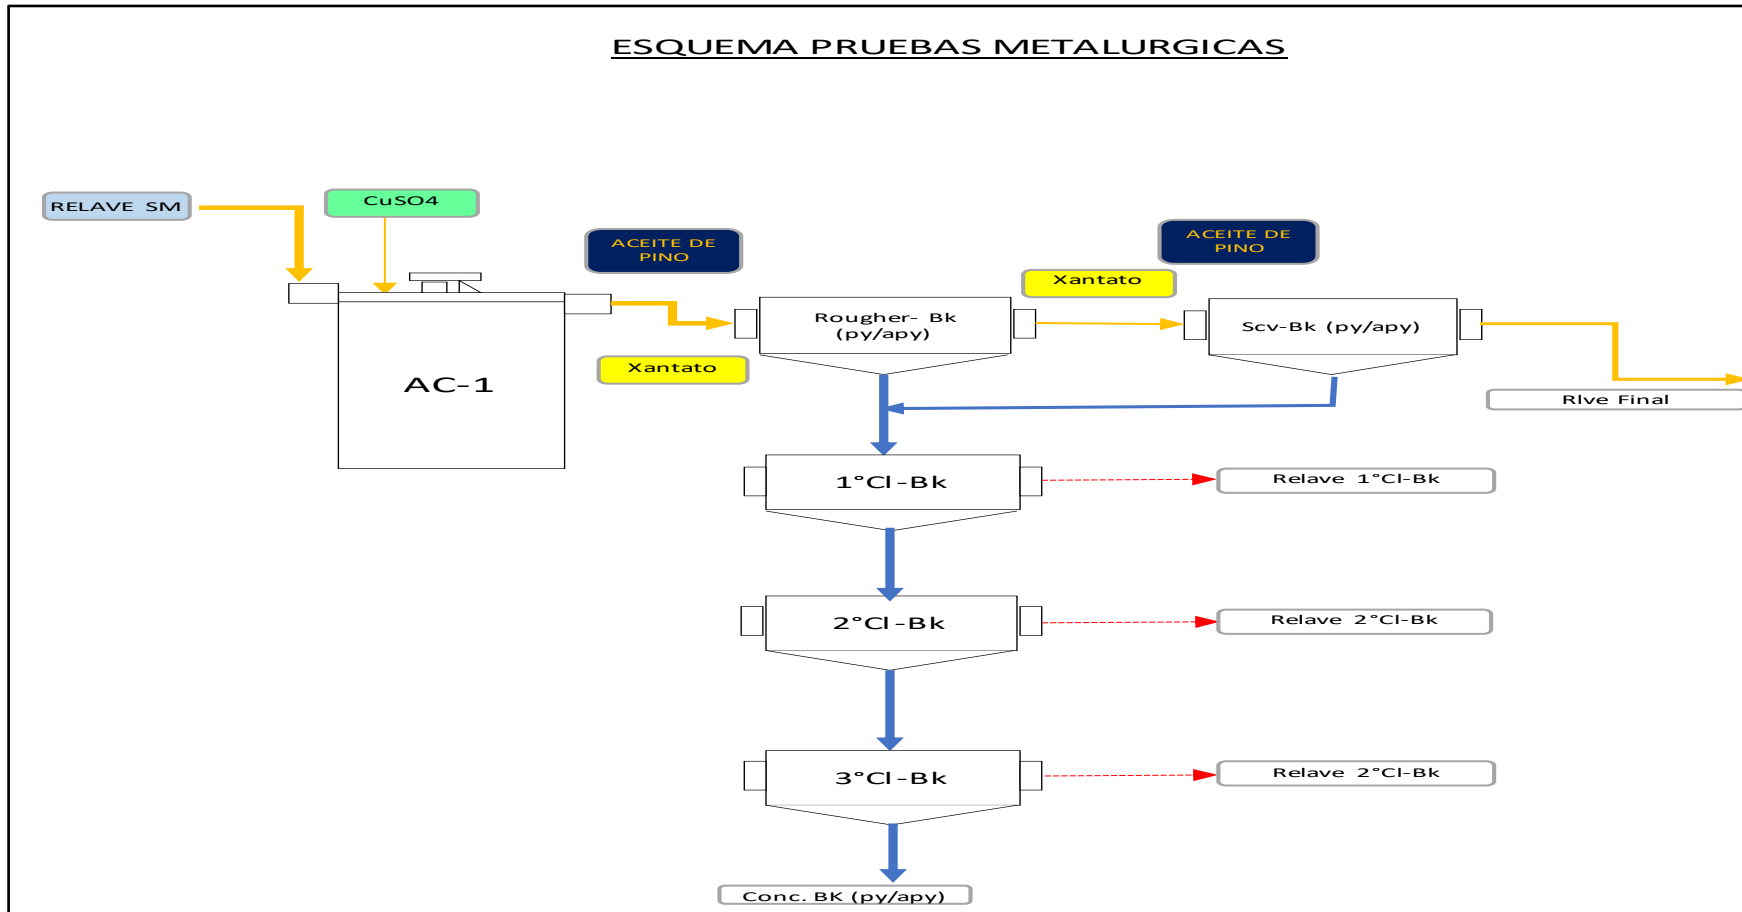 ESQUEMA PRUEBAS METALURGICAS
RELAVE SM
CuSO4
ACEITE DE
PINO
ACEITE DE
PINO
Xantato
Rougher- Bk
(py/apy)
Scv-Bk (py/apy)
Xantato
AC-1
Rlve Final
1°Cl-Bk
Relave 1°Cl-Bk
2°Cl-Bk
Relave 2°Cl-Bk
3°Cl-Bk
Relave 2°Cl-Bk
Conc. BK (py/apy)